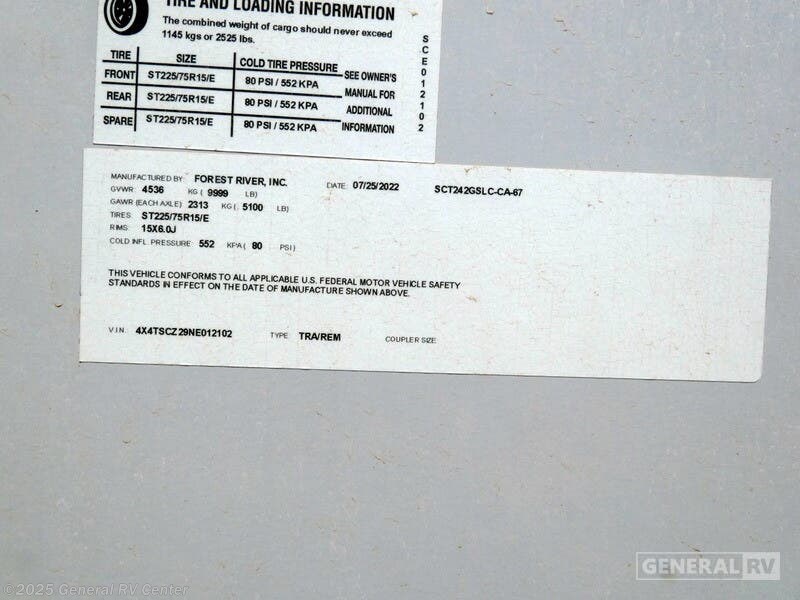 TIRE AND LOADING INFORMATION
The combined weight of cargo should never exceed
1145 kgs or 2525 lbs.
TIRE SIZE COLD TIRE PRESSURE SEE OWNER'S
FRONT ST225/75R15/E 80 PSI / 552 KPA MANUAL FOR
REAR ST225/75R15/E 80 PSI / 552 KPA ADDITIONAL
SPARE ST225/75R15/E 80 PSI / 552 KPA INFORMATION
SCE012102
MANUFACTURED BY: FOREST RIVER, INC. DATE: 07/25/2022 SCT242GSLC-CA-67
GVWR: 4536 KG ( 9999 LB)
GAWR (EACH AXLE) 2313 KG (. 5100 LB)
TIRES: ST225/75R15/E
RIMS: 15X6.0J
COLD INFL. PRESSURE: 552 KPA ( 80 PSI)
THIS VEHICLE CONFORMS TO ALL APPLICABLE U.S. FEDERAL MOTOR VEHICLE SAFETY
STANDARDS IN EFFECT ON THE DATE OF MANUFACTURE SHOWN ABOVE.
V.I.N. 4X4TSCZ29NE012102 TYPE: TRA/REM COUPLER SIZE
GENERAL RV
©2025 General RV Center